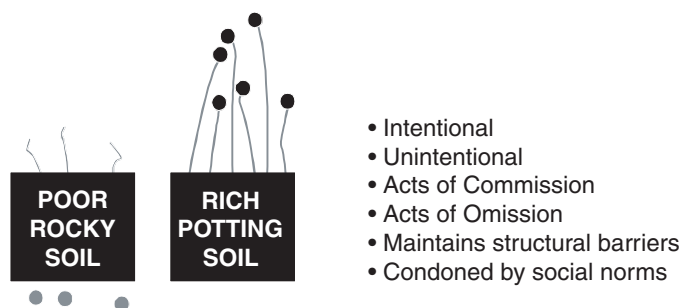 POOR
ROCKY
SOIL
RICH
POTTING
SOIL
• Intentional
• Unintentional
• Acts of Commission
• Acts of Omission
• Maintains structural barriers
• Condoned by social norms